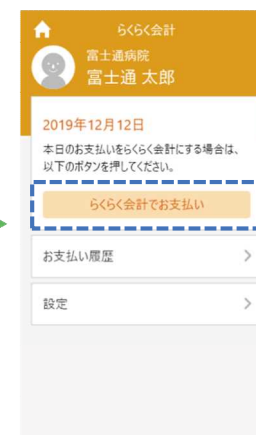 らくらく会計
富士通病院
富士通 太郎
2019年12月12日
本日のお支払いをらくらく会計にする場合は、
以下のボタンを押してください。
らくらく会計でお支払い
お支払い履歴
設定